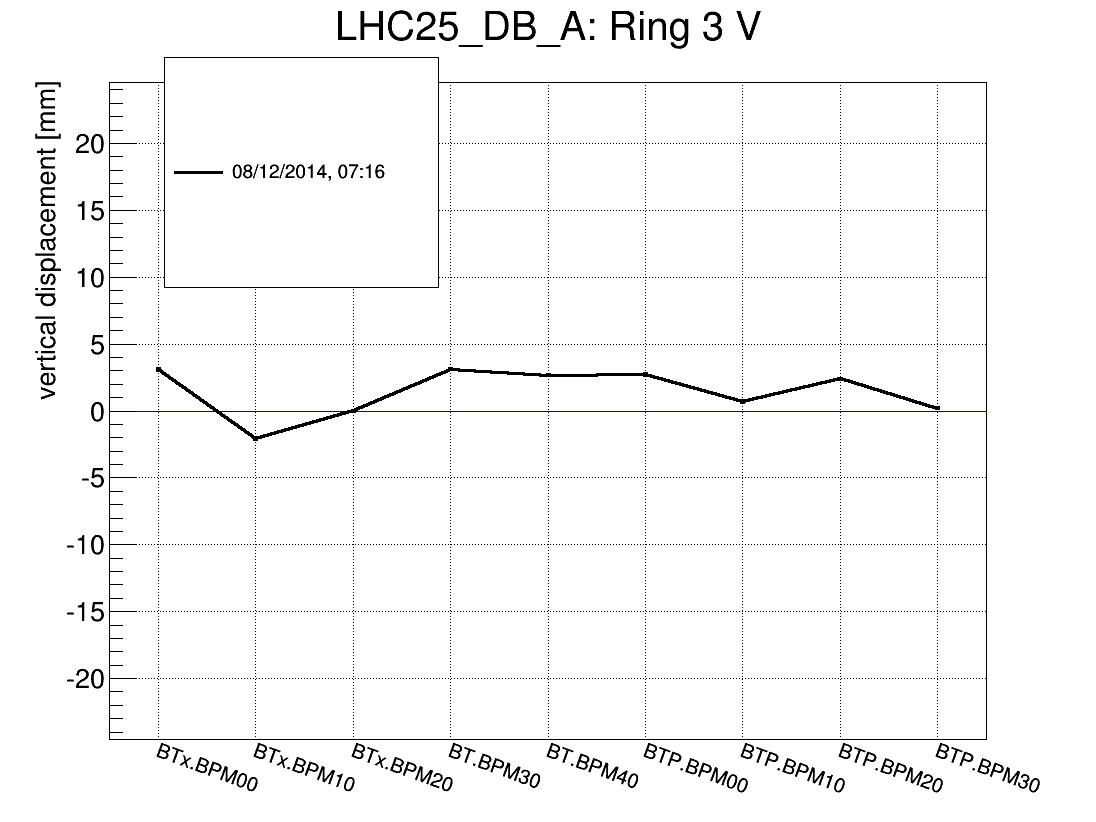 LHC25_DB_A: Ring 3 V
vertical displacement [mm]
08/12/2014, 07:16
20
15
10
5
0
-5
-10
-15
-20
BTx.BPM00
BTx.BPM10
BTx.BPM20
BT.BPM30
BT.BPM40
BTP.BPM00
BTP.BPM10
BTP.BPM20
BTP.BPM30